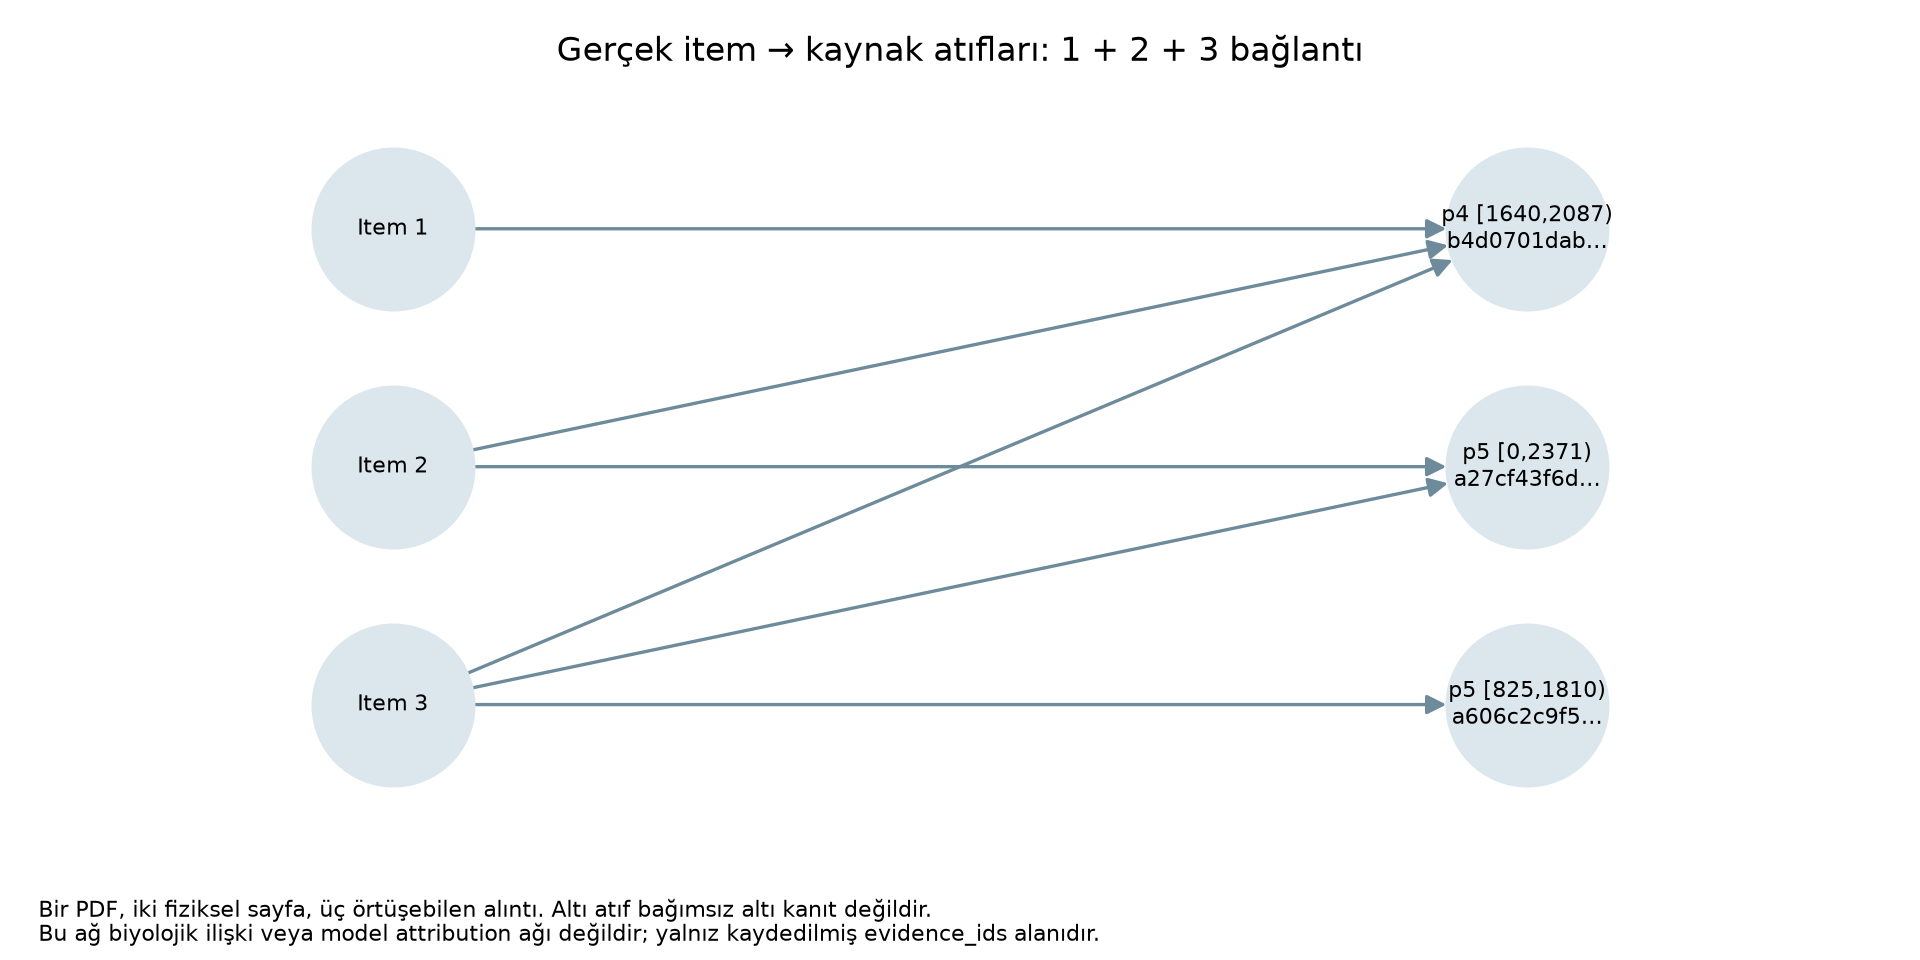 Gerçek item → kaynak atıfları: 1 + 2 + 3 bağlantı
Item 1
p4 [1640,2087)
b4d0701dab...
Item 2
p5 [0,2371)
a27cf43f6d...
Item 3
p5 [825,1810)
a606c2c9f5...
Bir PDF, iki fiziksel sayfa, üç örtüşebilen alıntı. Altı atıf bağımsız altı kanıt değildir.
Bu ağ biyolojik ilişki veya model attribution ağı değildir; yalnız kaydedilmiş evidence_ids alanıdır.